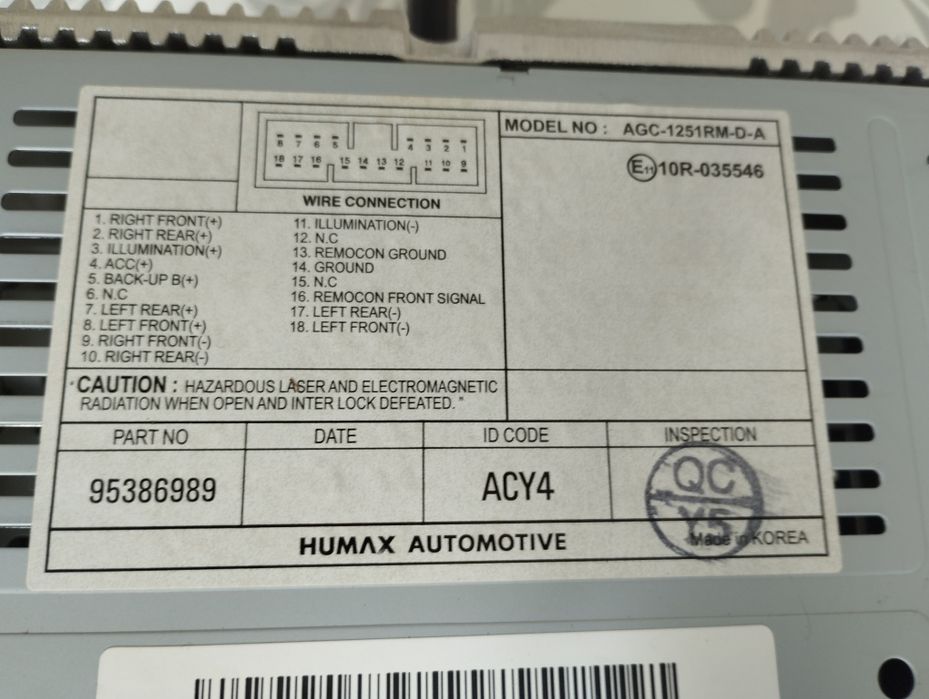 8 7 6 5 4 3 2 1
18 17 16 15 14 13 12 11 10 9
WIRE CONNECTION
MODEL NO : AGC-1251RM-D-A
E11 10R-035546
1. RIGHT FRONT(+)
2. RIGHT REAR(+)
3. ILLUMINATION(+)
4. ACC(+)
5. BACK-UP B(+)
6. N.C
7. LEFT REAR(+)
8. LEFT FRONT(+)
9. RIGHT FRONT(-)
10. RIGHT REAR(-)
11. ILLUMINATION(-)
12. N.C
13. REMOCON GROUND
14. GROUND
15. N.C
16. REMOCON FRONT SIGNAL
17. LEFT REAR(-)
18. LEFT FRONT(-)
"CAUTION : HAZARDOUS LASER AND ELECTROMAGNETIC
RADIATION WHEN OPEN AND INTER LOCK DEFEATED."
PART NO DATE ID CODE INSPECTION
95386989 ACY4
QC
Y5
HUMAX AUTOMOTIVE
Made in KOREA